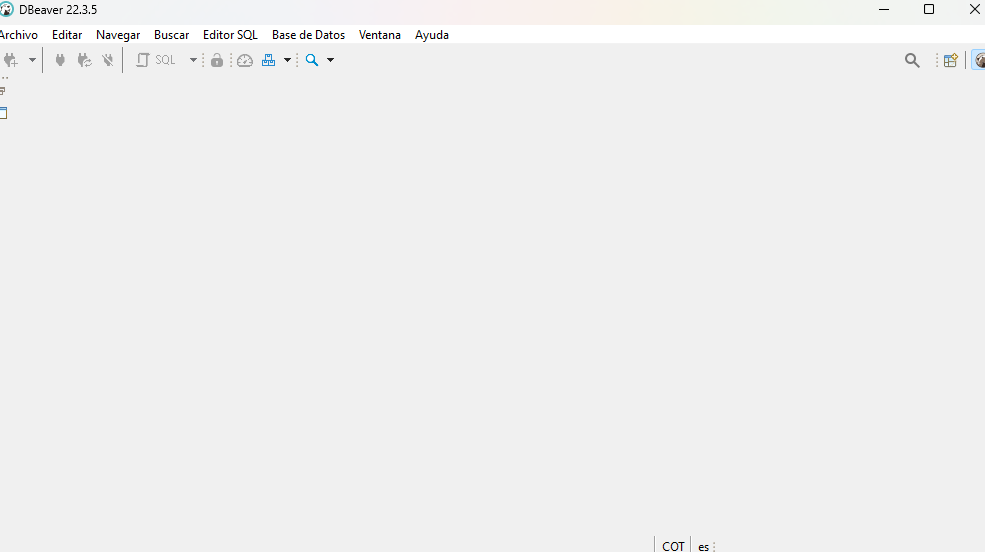 DBeaver 22.3.5
Archivo Editar Navegar Buscar Editor SQL Base de Datos Ventana Ayuda
SQL
COT es